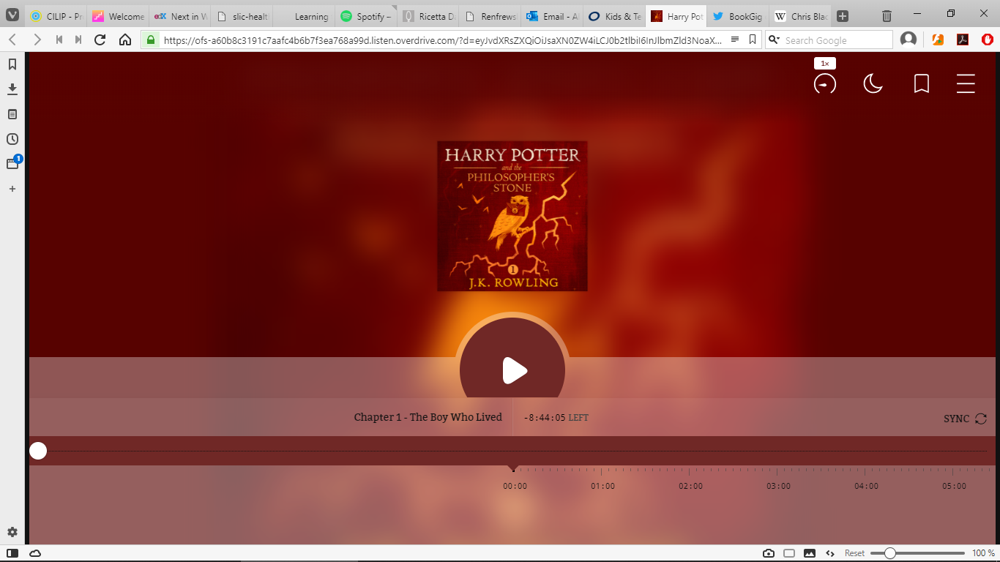 CILIP - Pr
Welcome
edX
Next in W
slic-healt
Learning
Spotify –
Ricetta D
Renfrews
Email - Al
Kids & Te
Harry Pot
BookGig
W
Chris Blac
https://ofs-a60b8c3191c7aafc4b6b7f3ea768a99d.listen.overdrive.com/?d=eyJvdXRsZXQiOiJsaXN0ZW4iLCJ0b2tlbiI6InJlbmZld3NoaX...
Search Google
1
1×
HARRY POTTER
and the
PHILOSOPHER'S
STONE
1
J.K. ROWLING
Chapter 1 - The Boy Who Lived
-8:44:05 LEFT
SYNC
00:00
01:00
02:00
03:00
04:00
05:00
Reset
100 %